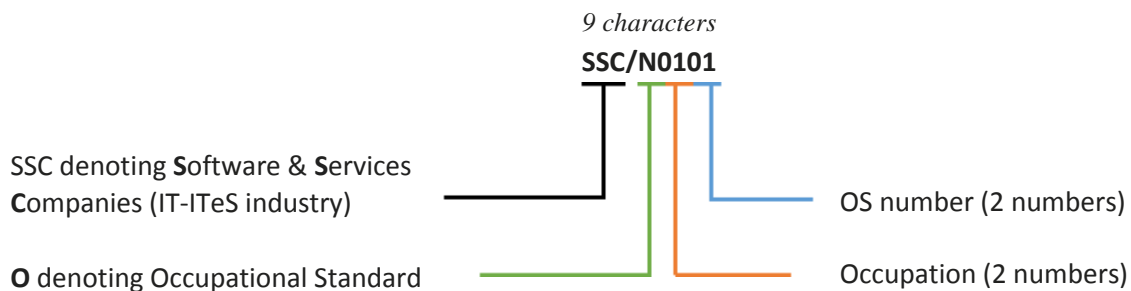 9 characters
SSC/N0101
SSC denoting Software & Services
Companies (IT-ITeS industry)
OS number (2 numbers)
O denoting Occupational Standard
Occupation (2 numbers)